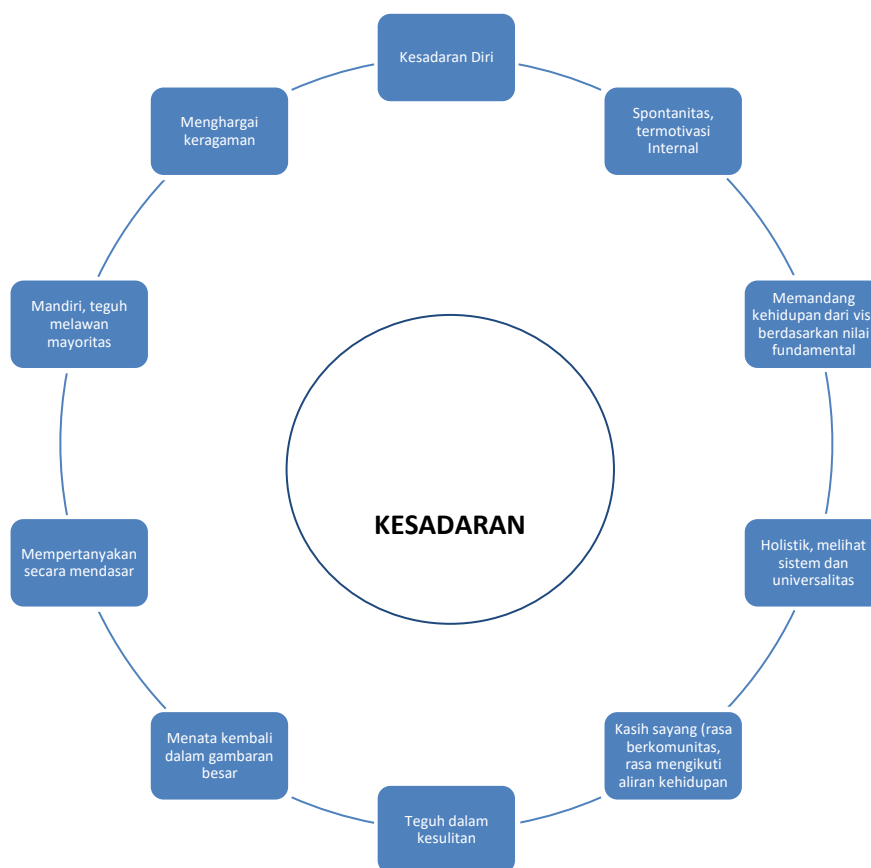 Kesadaran Diri
Spontanitas,
termotivasi
Internal
Memandang
kehidupan dari vis
berdasarkan nilai
fundamental
Holistik, melihat
sistem dan
universalitas
Kasih sayang (rasa
berkomunitas,
rasa mengikuti
aliran kehidupan
Teguh dalam
kesulitan
Menata kembali
dalam gambaran
besar
Mempertanyakan
secara mendasar
Mandiri, teguh
melawan
mayoritas
Menghargai
keragaman
KESADARAN